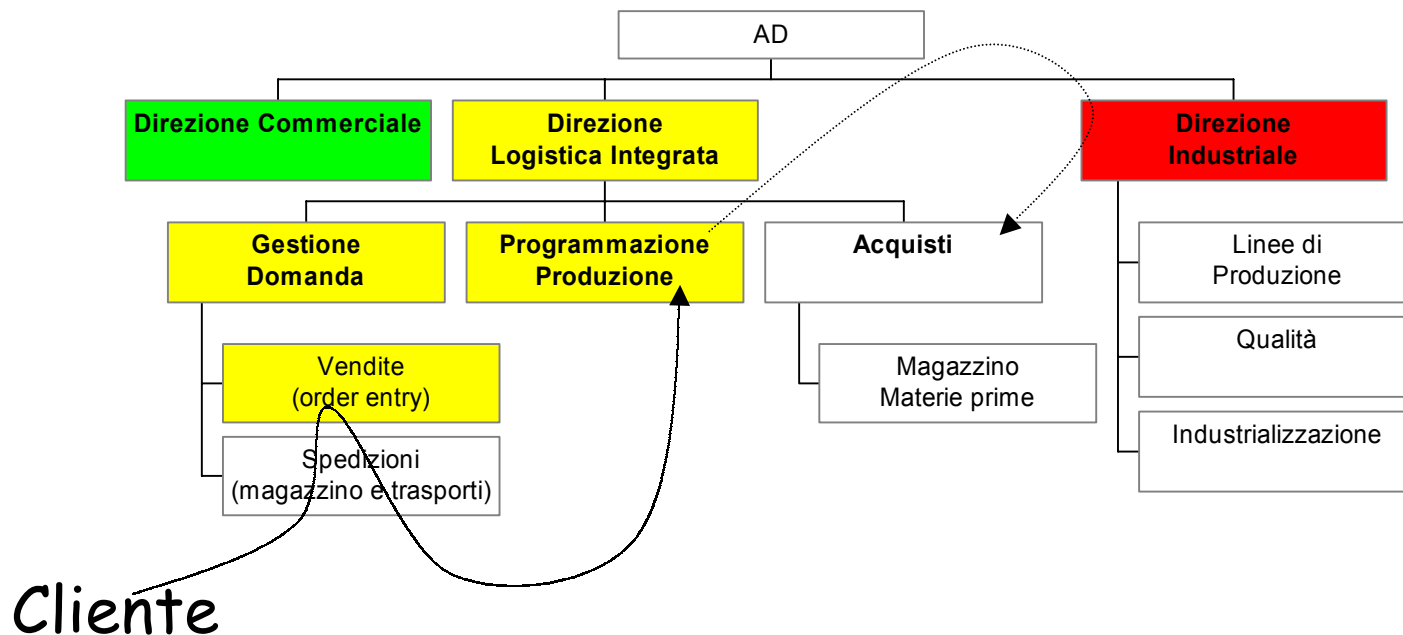 AD
Direzione Commerciale
Direzione
Logistica Integrata
Direzione
Industriale
Gestione
Domanda
Programmazione
Produzione
Acquisti
Linee di
Produzione
Vendite
(order entry)
Magazzino
Materie prime
Qualità
Spedizioni
(magazzino e trasporti)
Industrializzazione
Cliente